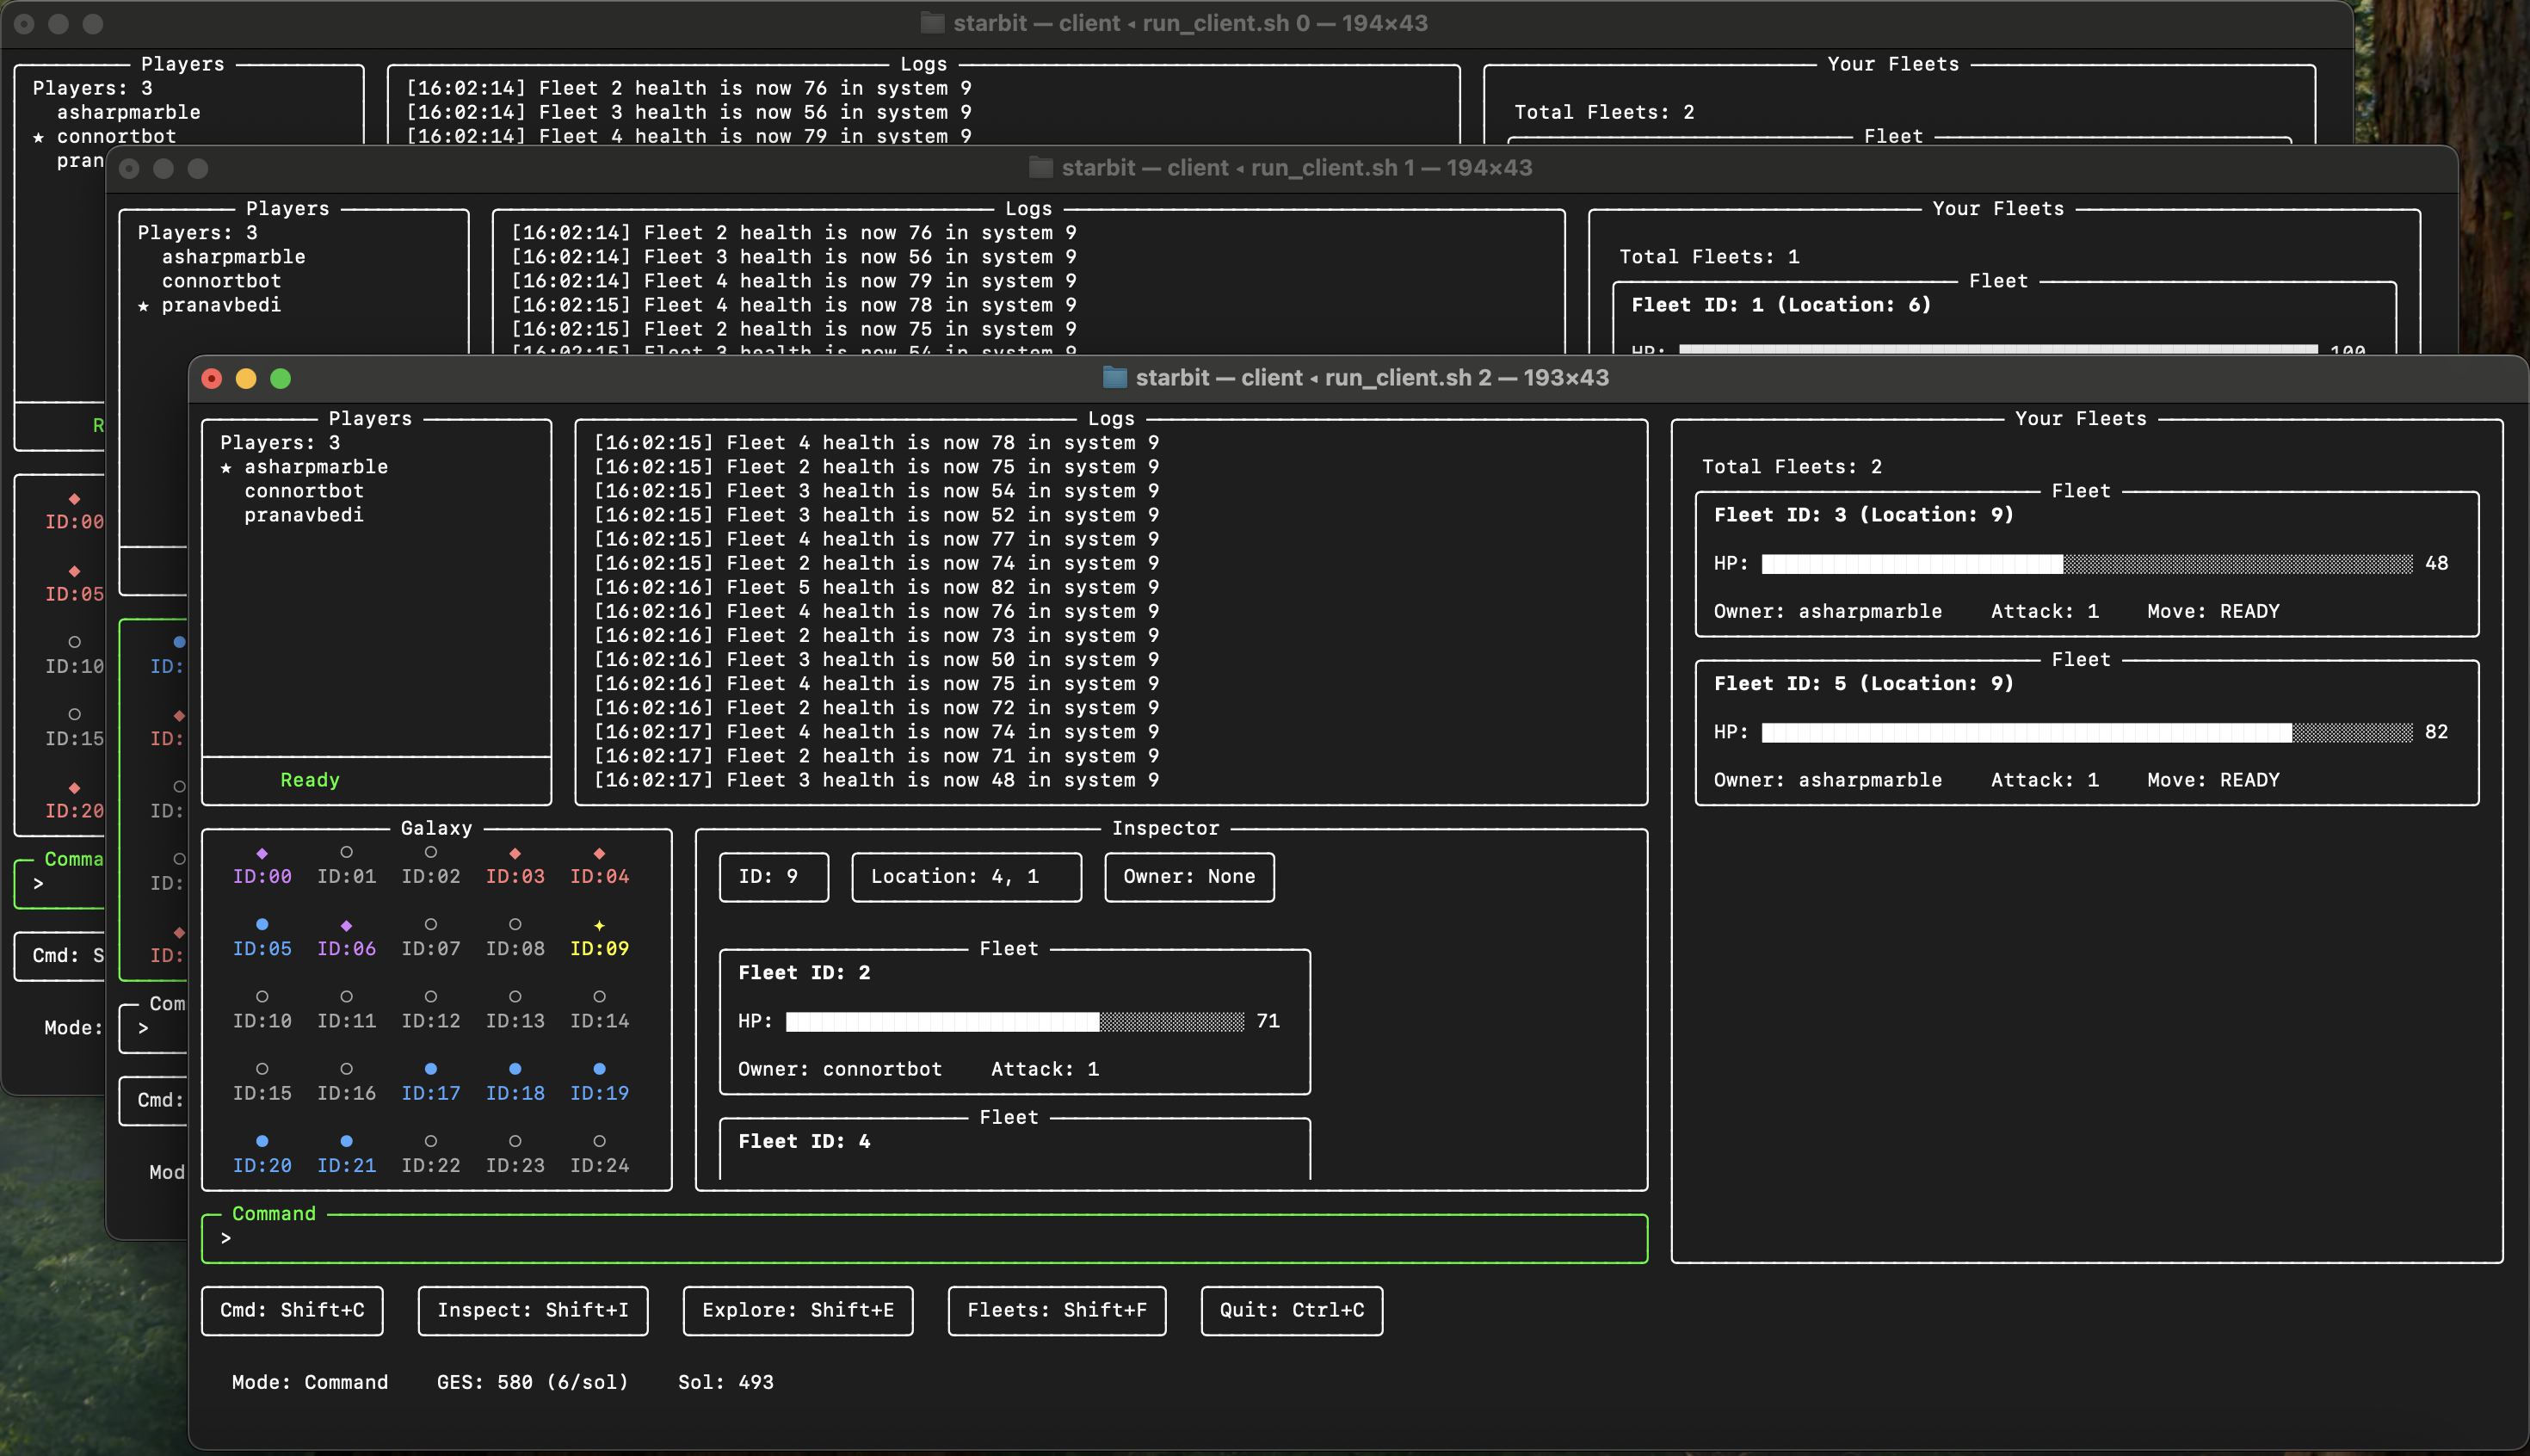 starbit — client ◂ run_client.sh 0 — 194×43
Players
Players: 3
asharpmarble
★ connortbot
pran
R
Logs
[16:02:14] Fleet 2 health is now 76 in system 9
[16:02:14] Fleet 3 health is now 56 in system 9
[16:02:14] Fleet 4 health is now 79 in system 9
Your Fleets
Total Fleets: 2
Fleet
ID:00
ID:05
ID:10
ID:15
ID:20
Comma
>
Cmd: S
Mode:
starbit — client ◂ run_client.sh 1 — 194×43
Players
Players: 3
asharpmarble
connortbot
★ pranavbedi
Logs
[16:02:14] Fleet 2 health is now 76 in system 9
[16:02:14] Fleet 3 health is now 56 in system 9
[16:02:14] Fleet 4 health is now 79 in system 9
[16:02:15] Fleet 4 health is now 78 in system 9
[16:02:15] Fleet 2 health is now 75 in system 9
[16:02:15] Fleet 3 health is now 54 in system 9
Your Fleets
Total Fleets: 1
Fleet
Fleet ID: 1 (Location: 6)
HP: 100
ID:
ID:
ID:
ID:
ID:
Com
>
Cmd:
Mod
starbit — client ◂ run_client.sh 2 — 193×43
Players
Players: 3
★ asharpmarble
connortbot
pranavbedi
Ready
Logs
[16:02:15] Fleet 4 health is now 78 in system 9
[16:02:15] Fleet 2 health is now 75 in system 9
[16:02:15] Fleet 3 health is now 54 in system 9
[16:02:15] Fleet 3 health is now 52 in system 9
[16:02:15] Fleet 4 health is now 77 in system 9
[16:02:15] Fleet 2 health is now 74 in system 9
[16:02:16] Fleet 5 health is now 82 in system 9
[16:02:16] Fleet 4 health is now 76 in system 9
[16:02:16] Fleet 2 health is now 73 in system 9
[16:02:16] Fleet 3 health is now 50 in system 9
[16:02:16] Fleet 4 health is now 75 in system 9
[16:02:16] Fleet 2 health is now 72 in system 9
[16:02:17] Fleet 4 health is now 74 in system 9
[16:02:17] Fleet 2 health is now 71 in system 9
[16:02:17] Fleet 3 health is now 48 in system 9
Your Fleets
Total Fleets: 2
Fleet
Fleet ID: 3 (Location: 9)
HP: 48
Owner: asharpmarble Attack: 1 Move: READY
Fleet
Fleet ID: 5 (Location: 9)
HP: 82
Owner: asharpmarble Attack: 1 Move: READY
Galaxy
ID:00 ID:01 ID:02 ID:03 ID:04
ID:05 ID:06 ID:07 ID:08 ID:09
ID:10 ID:11 ID:12 ID:13 ID:14
ID:15 ID:16 ID:17 ID:18 ID:19
ID:20 ID:21 ID:22 ID:23 ID:24
Inspector
ID: 9 Location: 4, 1 Owner: None
Fleet
Fleet ID: 2
HP: 71
Owner: connortbot Attack: 1
Fleet
Fleet ID: 4
Command
>
Cmd: Shift+C Inspect: Shift+I Explore: Shift+E Fleets: Shift+F Quit: Ctrl+C
Mode: Command GES: 580 (6/sol) Sol: 493